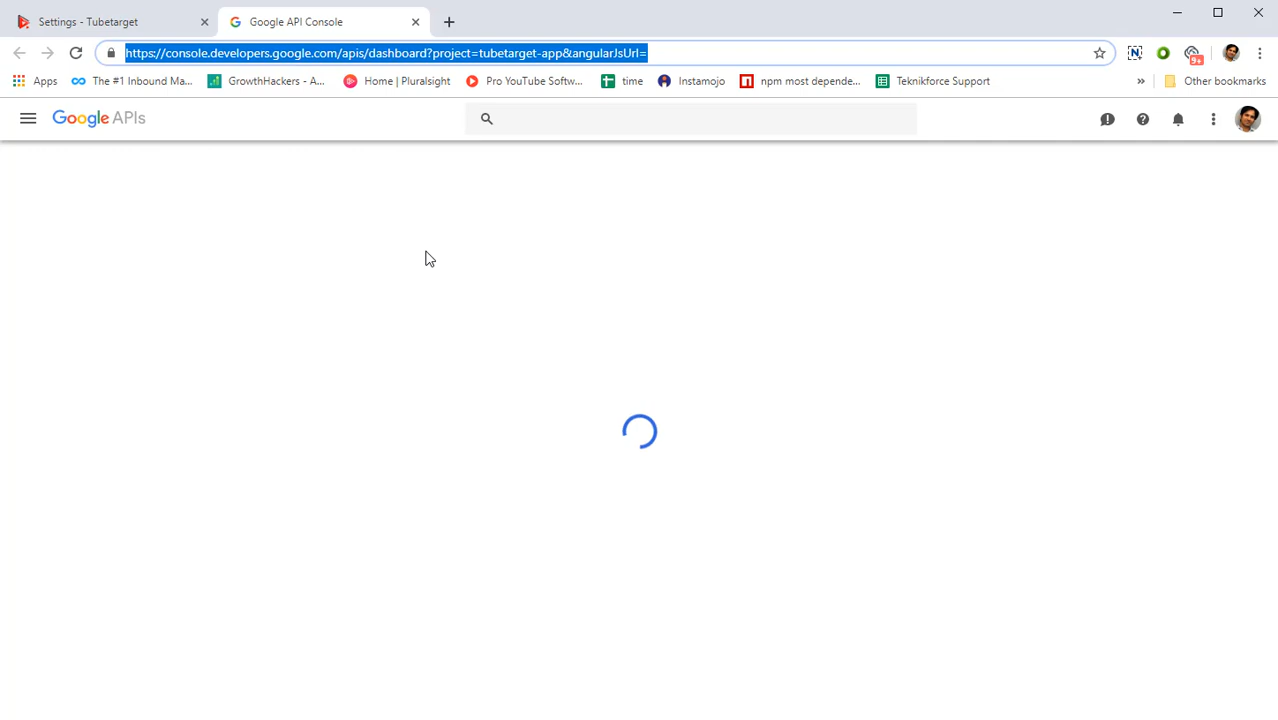 Settings - Tubetarget
Google API Console
https://console.developers.google.com/apis/dashboard?project=tubetarget-app&angularJsUrl=
9+
Apps
The #1 Inbound Ma...
GrowthHackers - A...
Home | Pluralsight
Pro YouTube Softw...
time
Instamojo
npm most depende...
Teknikforce Support
»
Other bookmarks
Google APIs